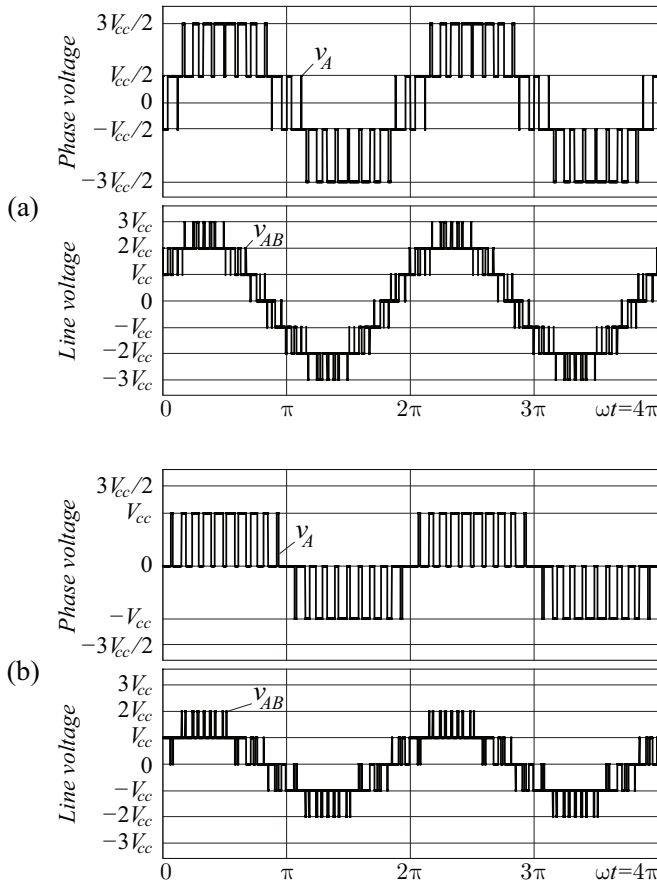 Phase voltage
3Vcc/2
Vcc/2
0
−Vcc/2
−3Vcc/2
vA
(a)
Line voltage
3Vcc
2Vcc
Vcc
0
−Vcc
−2Vcc
−3Vcc
vAB
0 π 2π 3π ωt=4π
Phase voltage
3Vcc/2
Vcc
0
−Vcc
−3Vcc/2
vA
(b)
Line voltage
3Vcc
2Vcc
Vcc
0
−Vcc
−2Vcc
−3Vcc
vAB
0 π 2π 3π ωt=4π